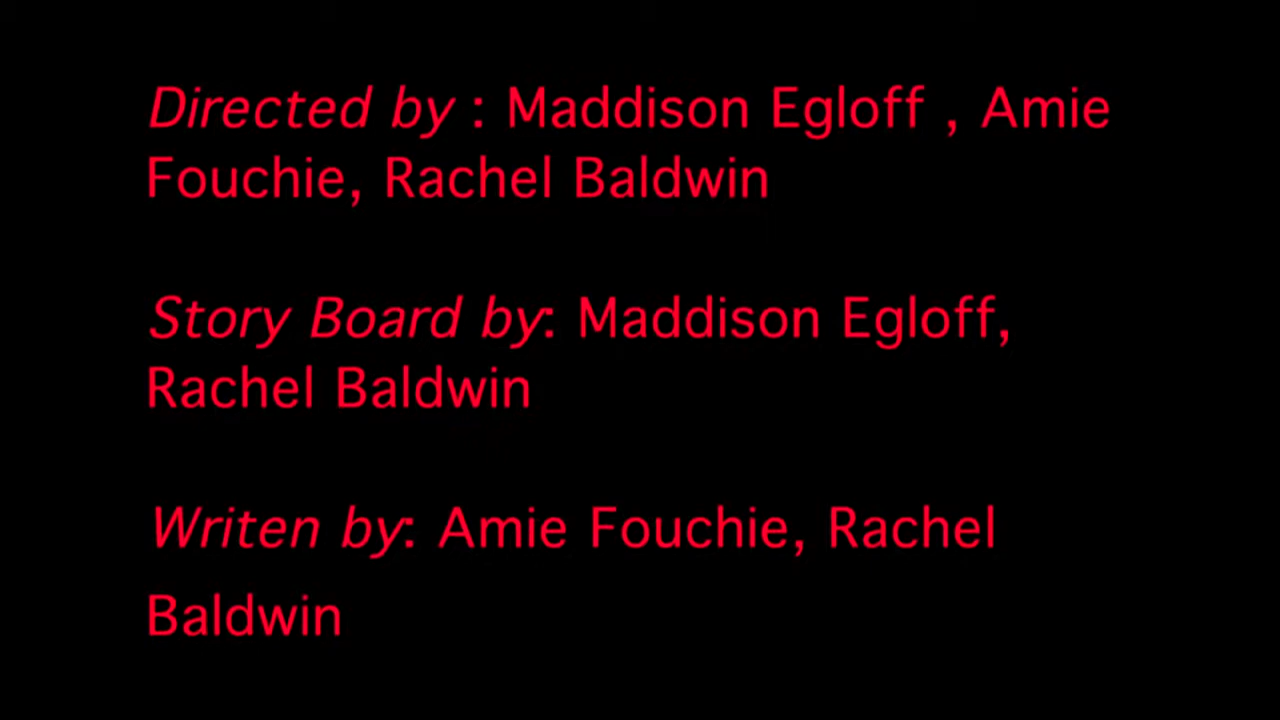 Directed by : Maddison Egloff , Amie
Fouchie, Rachel Baldwin
Story Board by: Maddison Egloff,
Rachel Baldwin
Writen by: Amie Fouchie, Rachel
Baldwin